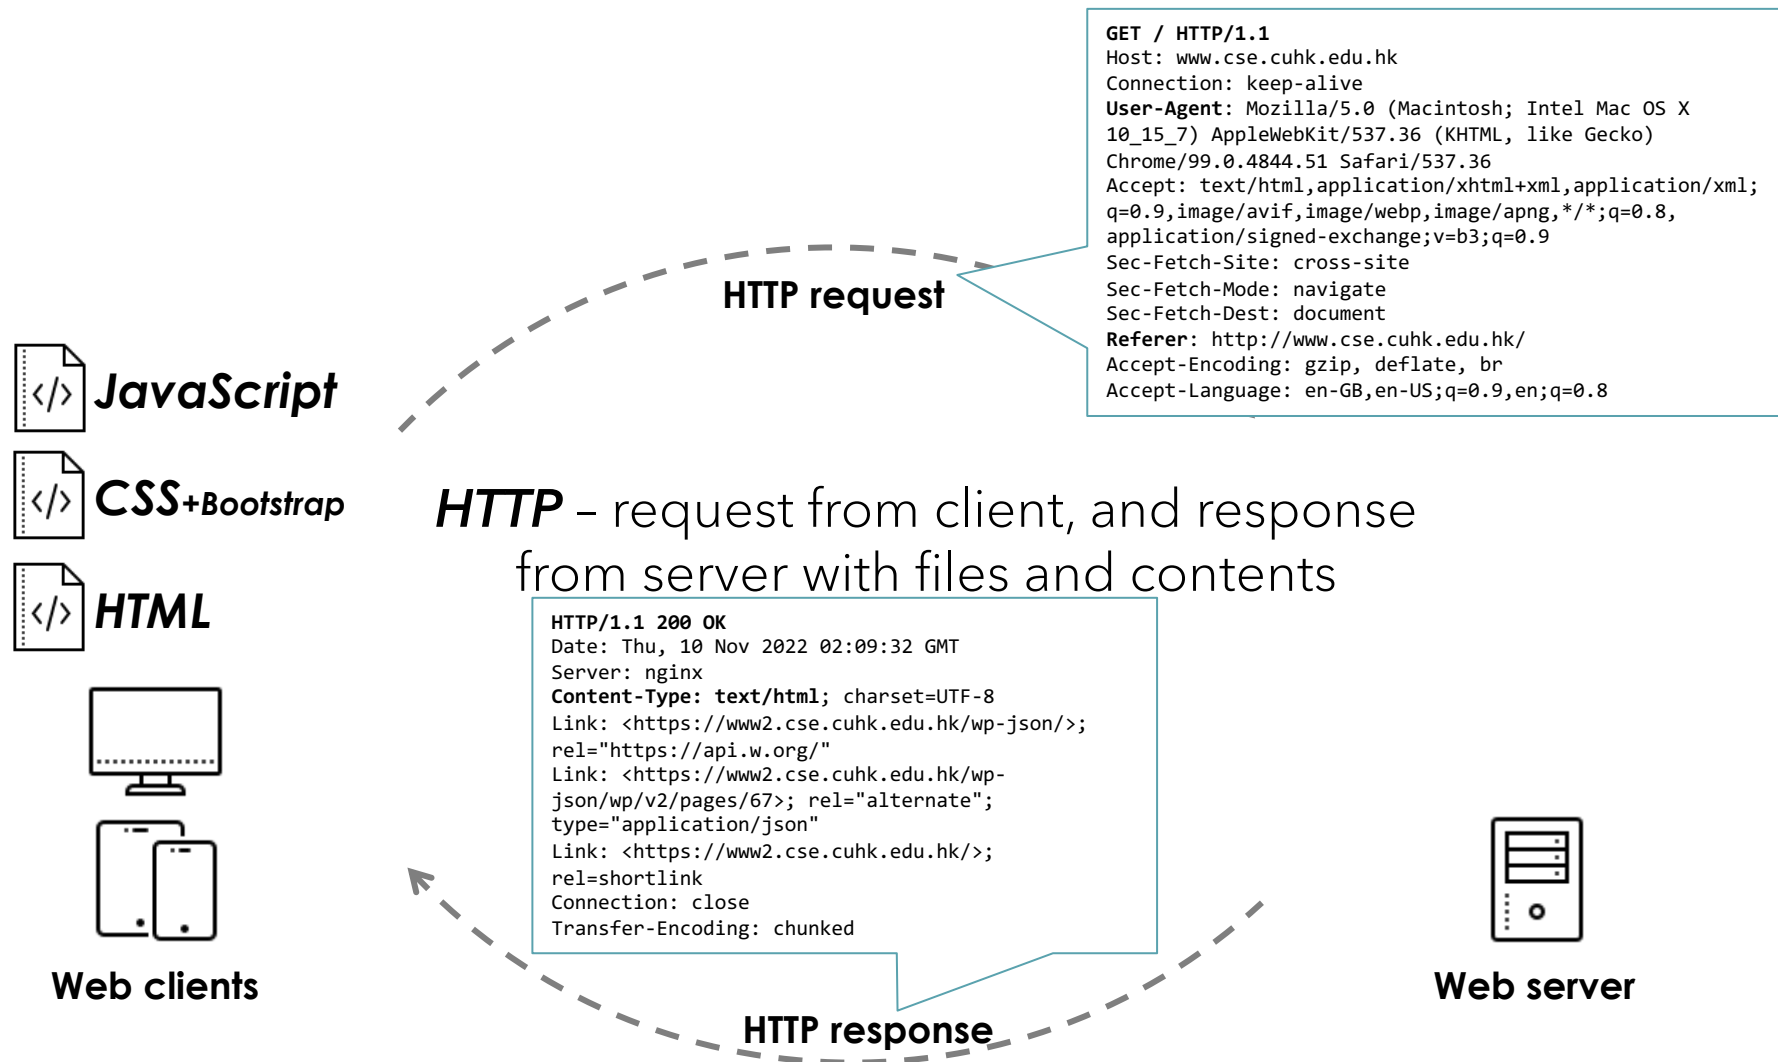 GET / HTTP/1.1
Host: www.cse.cuhk.edu.hk
Connection: keep-alive
User-Agent: Mozilla/5.0 (Macintosh; Intel Mac OS X
10_15_7) AppleWebKit/537.36 (KHTML, like Gecko)
Chrome/99.0.4844.51 Safari/537.36
Accept: text/html,application/xhtml+xml,application/xml;
q=0.9,image/avif,image/webp,image/apng,*/*;q=0.8,
application/signed-exchange;v=b3;q=0.9
Sec-Fetch-Site: cross-site
Sec-Fetch-Mode: navigate
Sec-Fetch-Dest: document
Referer: http://www.cse.cuhk.edu.hk/
Accept-Encoding: gzip, deflate, br
Accept-Language: en-GB,en-US;q=0.9,en;q=0.8
HTTP request
</> JavaScript
</> CSS+Bootstrap
</> HTML
HTTP – request from client, and response
from server with files and contents
HTTP/1.1 200 OK
Date: Thu, 10 Nov 2022 02:09:32 GMT
Server: nginx
Content-Type: text/html; charset=UTF-8
Link: <https://www2.cse.cuhk.edu.hk/wp-json/>;
rel="https://api.w.org/"
Link: <https://www2.cse.cuhk.edu.hk/wp-
json/wp/v2/pages/67>; rel="alternate";
type="application/json"
Link: <https://www2.cse.cuhk.edu.hk/>;
rel=shortlink
Connection: close
Transfer-Encoding: chunked
Web clients
Web server
HTTP response